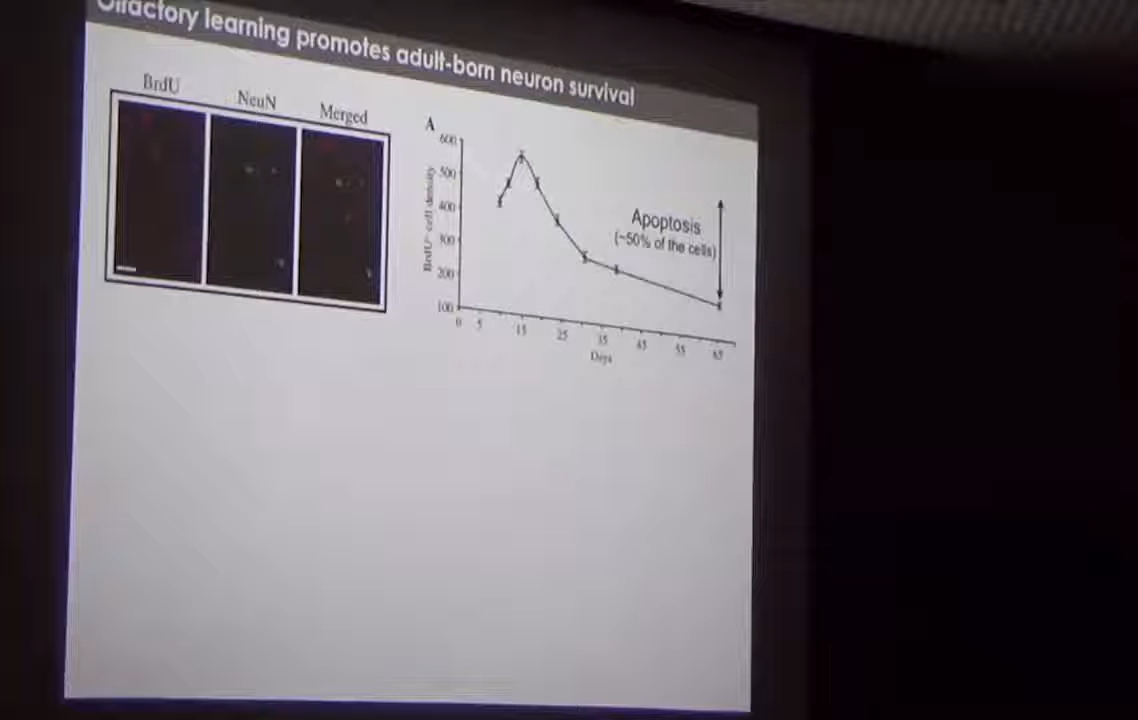 Olfactory learning promotes adult-born neuron survival
BrdU NeuN Merged
A
600
500
400
300
200
100
BrdU+ cell density
Apoptosis
(~50% of the cells)
0 5 15 25 35 45 55 65
Days